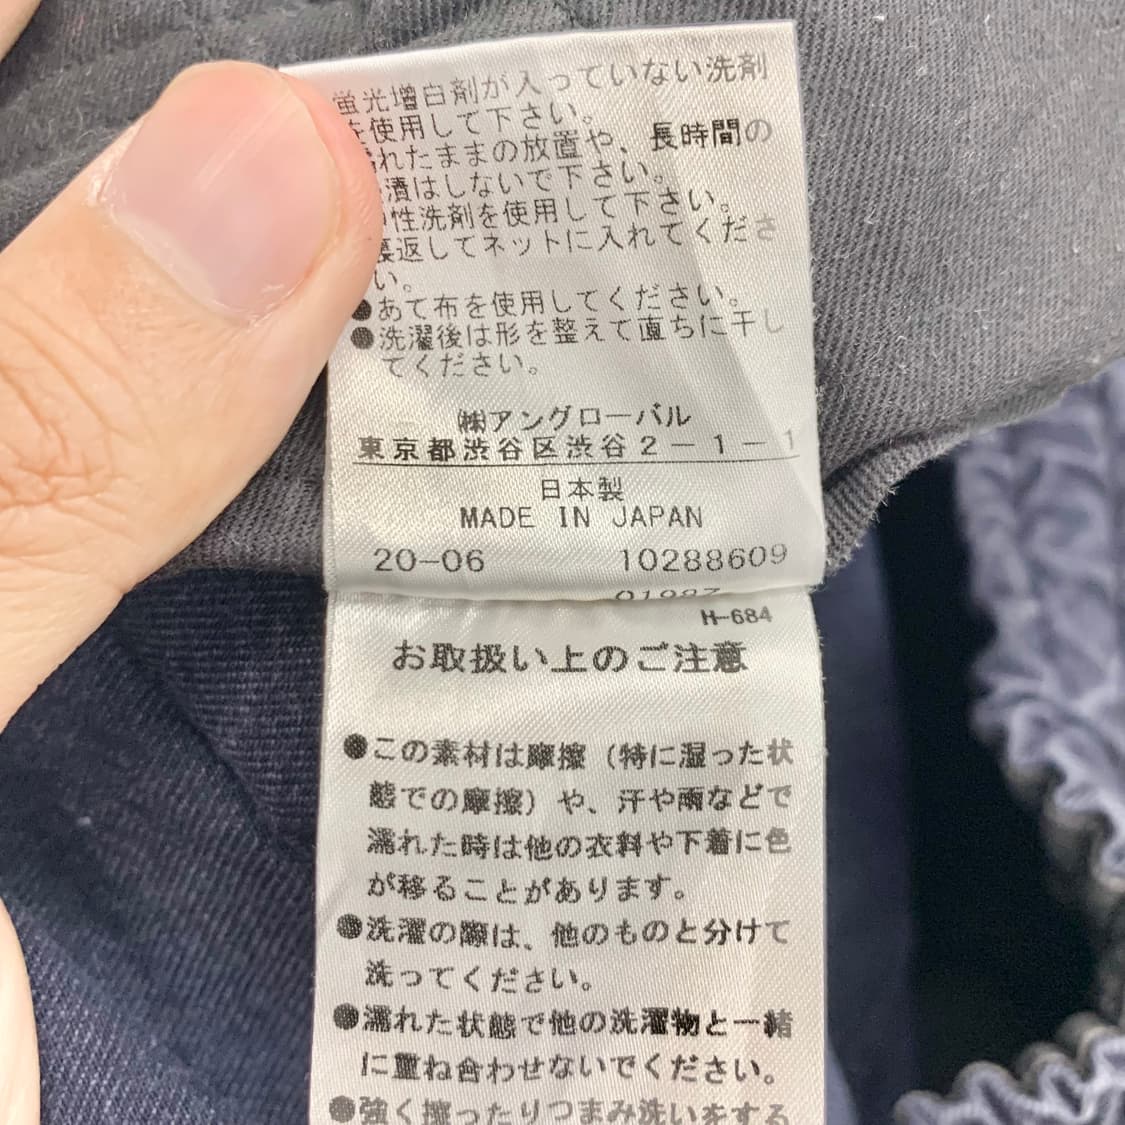 蛍光増白剤が入っていない洗剤
を使用して下さい。
れたままの放置や、長時間の
漬はしないで下さい。
性洗剤を使用して下さい。
裏返してネットに入れてくださ
い。
●あて布を使用してください。
●洗濯後は形を整えて直ちに干し
てください。
㈱アングローバル
東京都渋谷区渋谷2-1-1
日本製
MADE IN JAPAN
20-06 10288609
H-684
お取扱い上のご注意
●この素材は摩擦(特に湿った状
態での摩擦)や、汗や雨などで
濡れた時は他の衣料や下着に色
が移ることがあります。
●洗濯の際は、他のものと分けて
洗ってください。
●濡れた状態で他の洗濯物と一緒
に重ね合わせないでください。
●強く擦ったりつまみ洗いをする